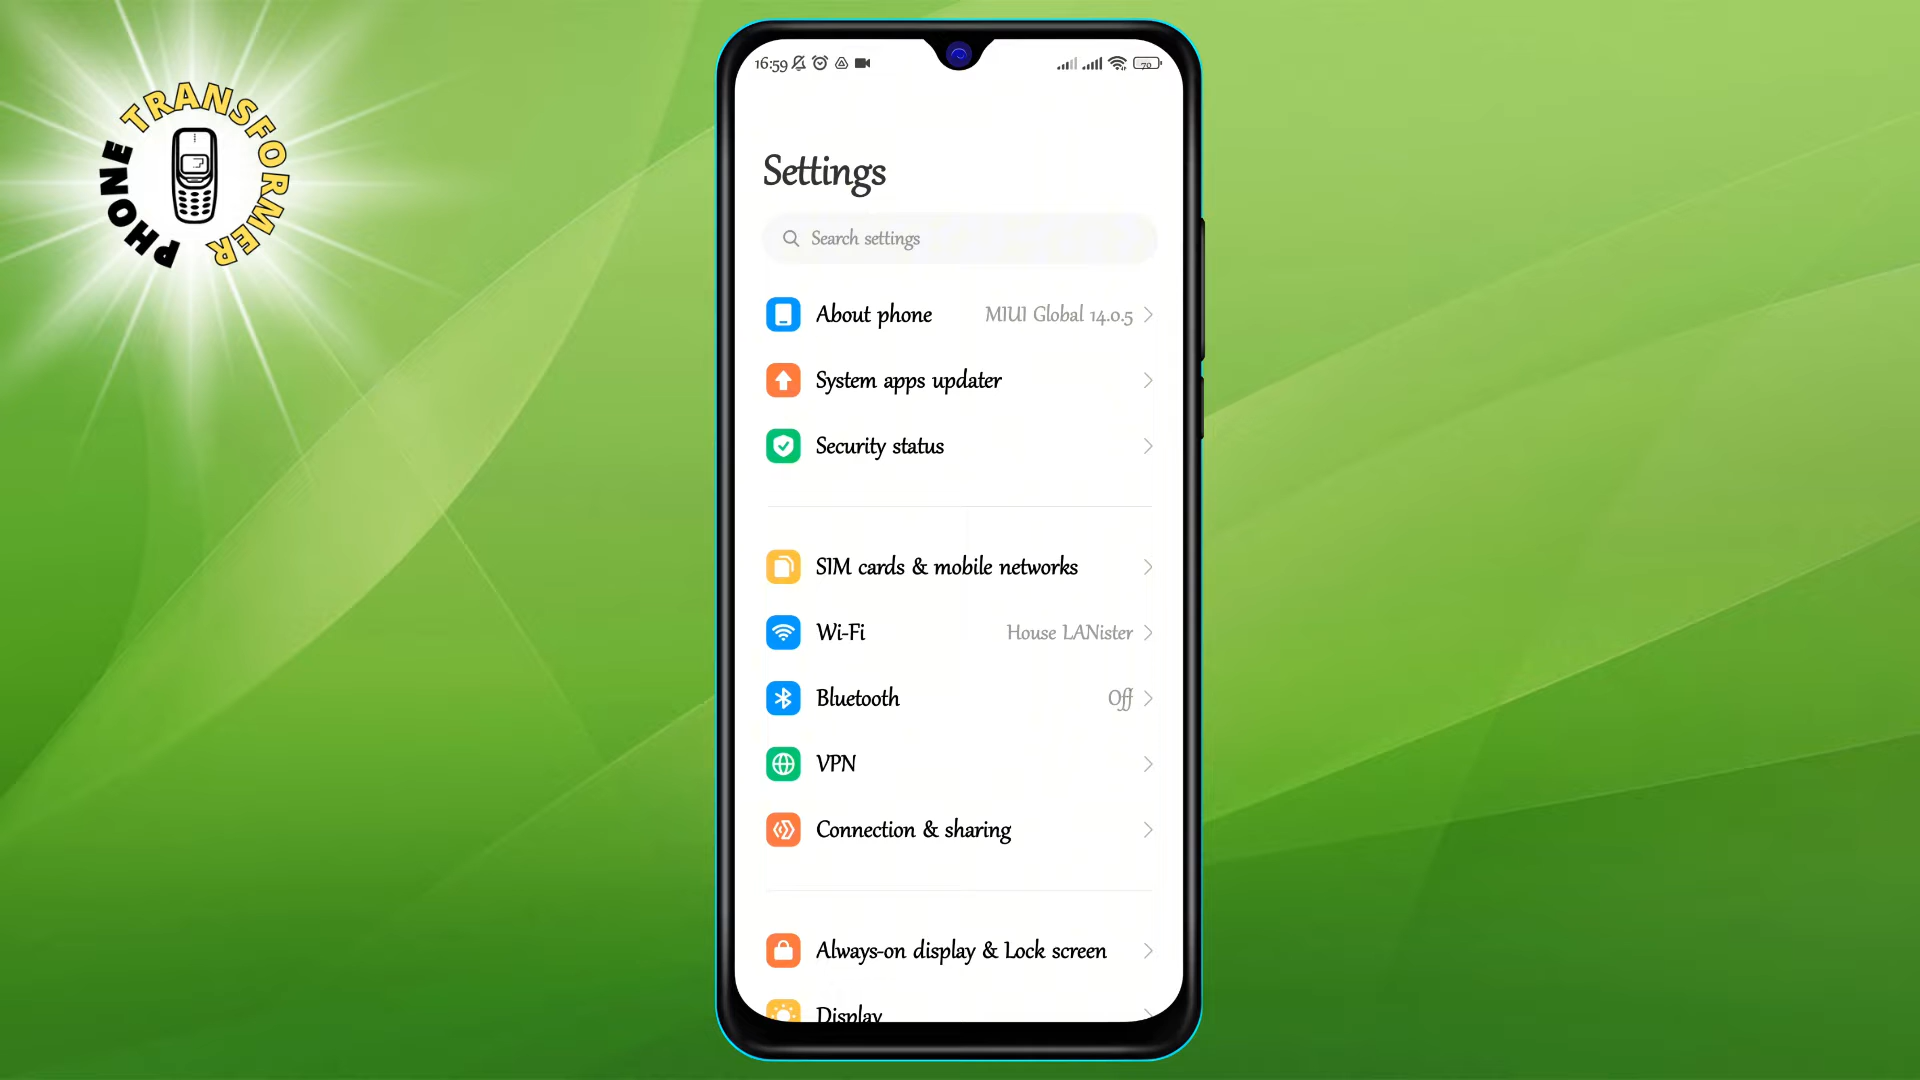 PHONE TRANSFORMER
16:59
70
Settings
Search settings
About phone MIUI Global 14.0.5
System apps updater
Security status
SIM cards & mobile networks
Wi-Fi House LANister
Bluetooth Off
VPN
Connection & sharing
Always-on display & Lock screen
Display